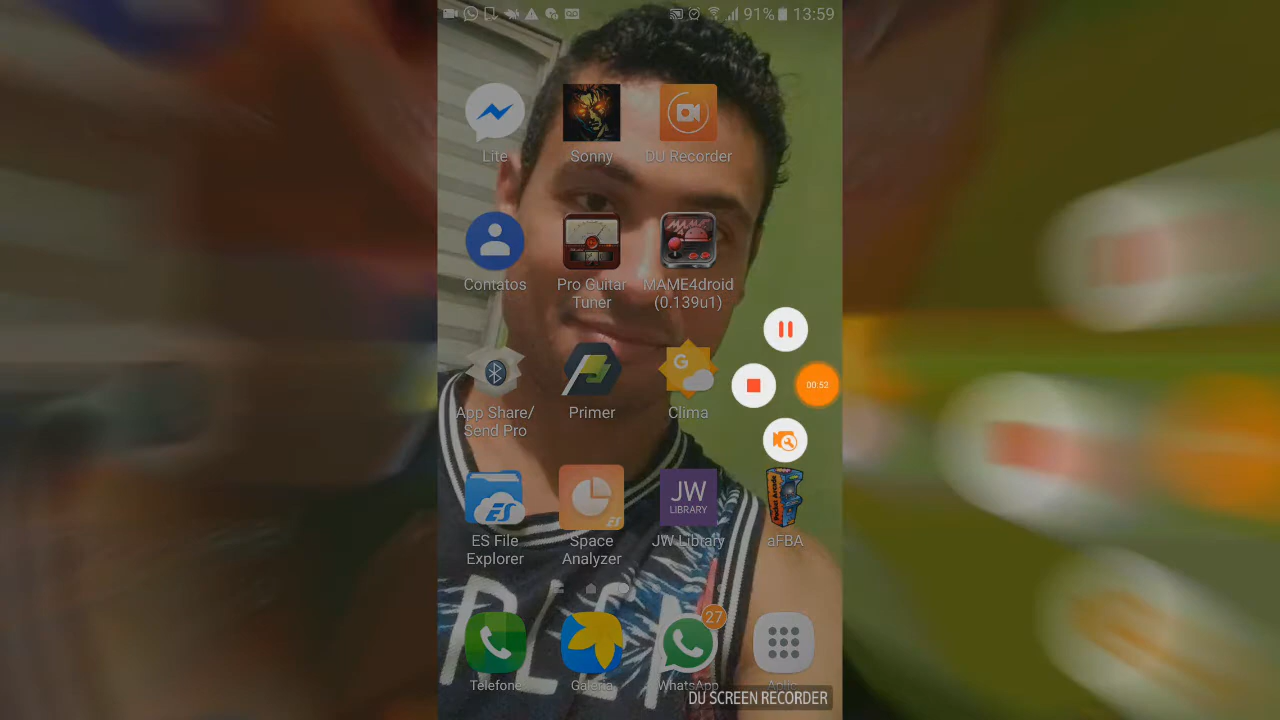 91% 13:59
Lite
Sonny
DU Recorder
Contatos
Pro Guitar
Tuner
MAME4droid
(0.139u1)
00:52
App Share/
Send Pro
Primer
Clima
JW
LIBRARY
ES
ES File
Explorer
Space
Analyzer
JW Library
aFBA
27
Telefone
Galeria
WhatsApp
Aplic.
DU SCREEN RECORDER